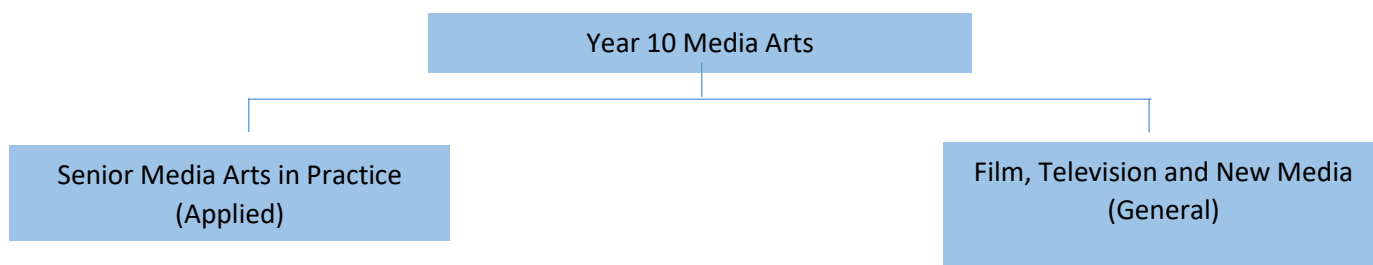 Year 10 Media Arts
Senior Media Arts in Practice
(Applied)
Film, Television and New Media
(General)